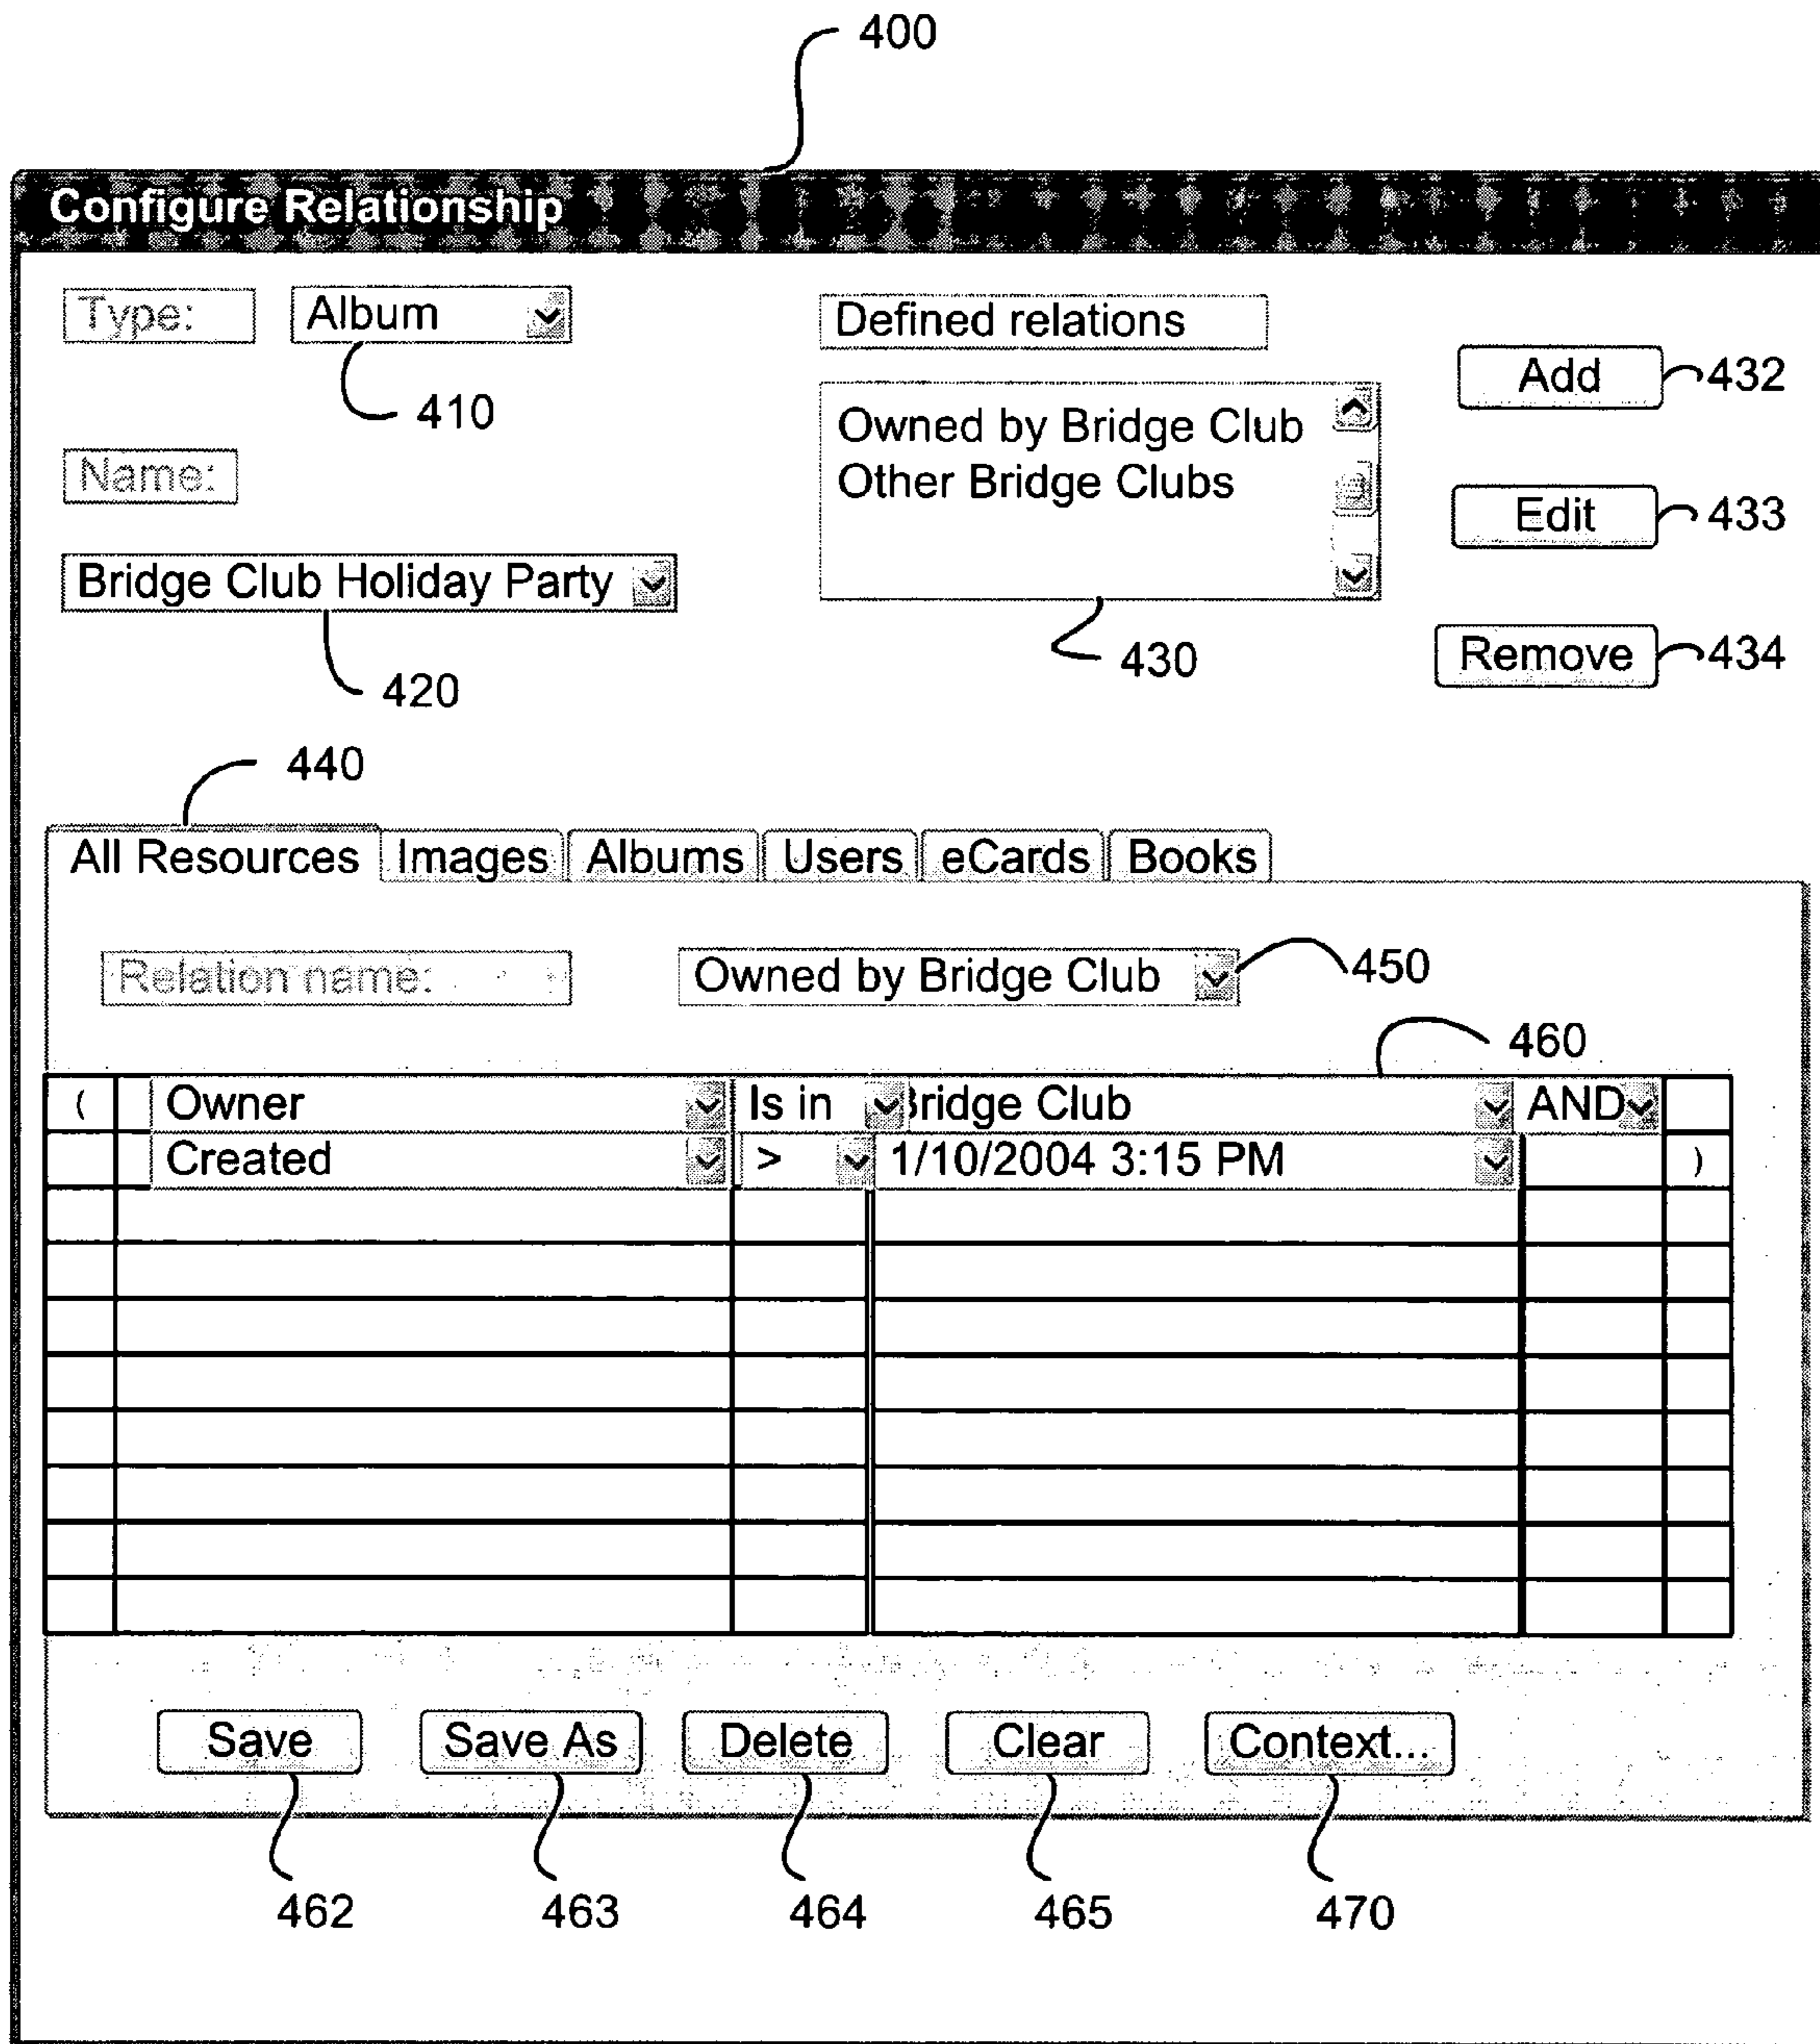 400
Configure Relationship
Type: Album Defined relations
410
Add 432
Owned by Bridge Club
Other Bridge Clubs
Name:
Edit 433
Bridge Club Holiday Party
430
Remove 434
420
440
All Resources Images Albums Users eCards Books
Relation name: Owned by Bridge Club 450
460
( Owner Is in Bridge Club AND
Created > 1/10/2004 3:15 PM )
Save Save As Delete Clear Context...
462 463 464 465 470